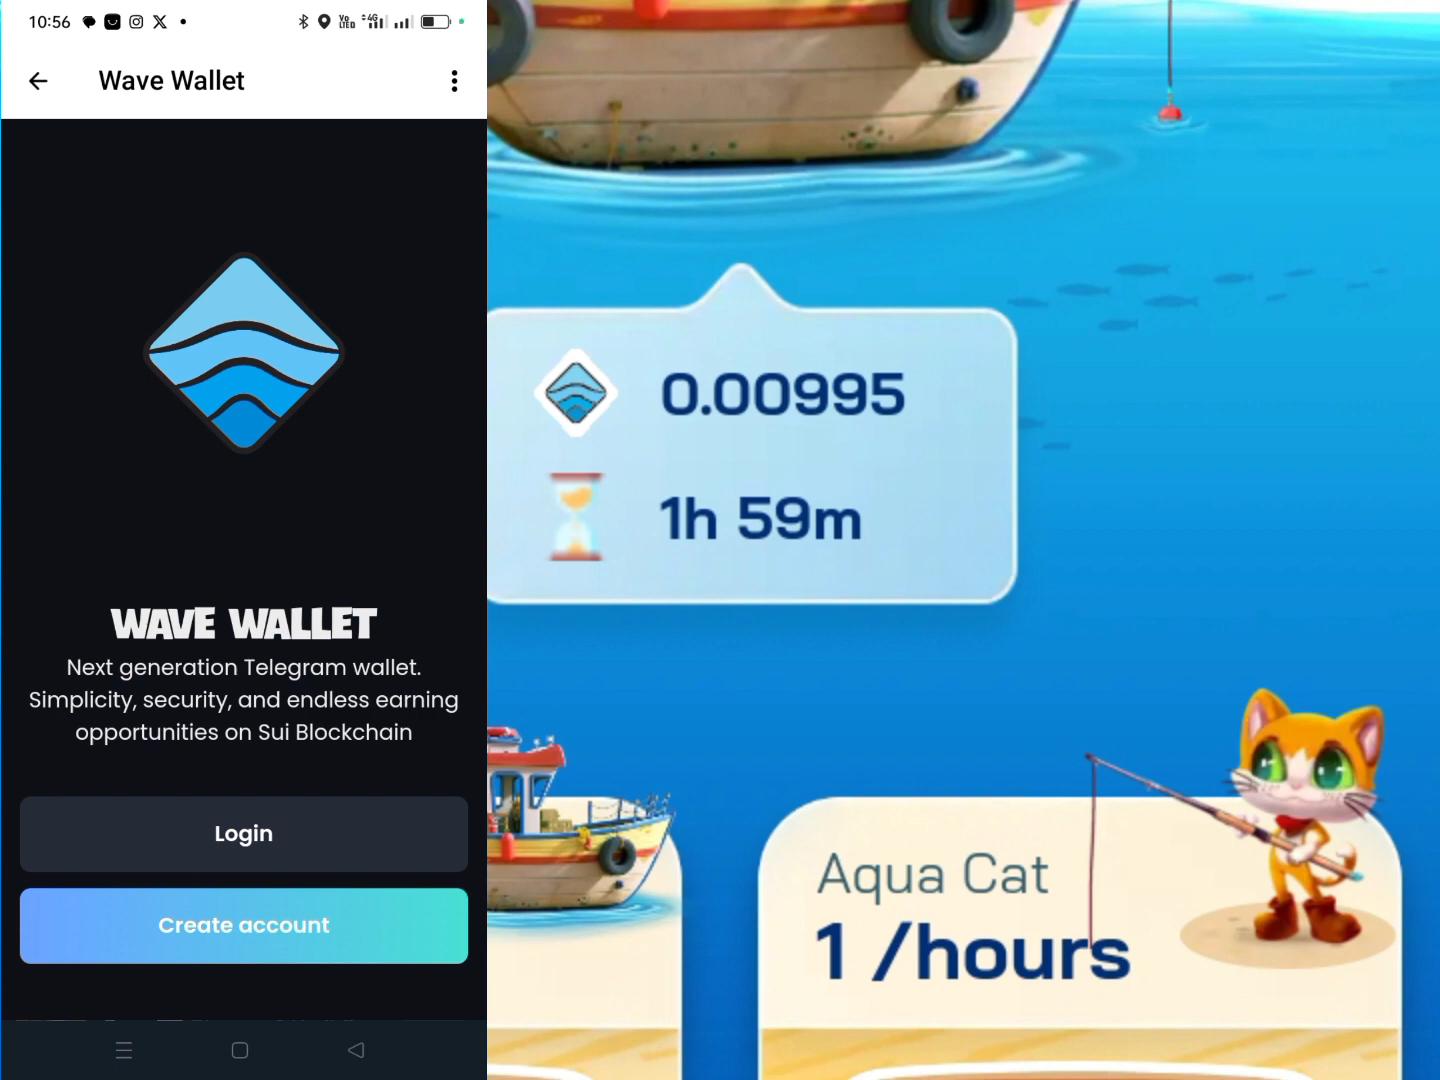 10:56
Wave Wallet
WAVE WALLET
Next generation Telegram wallet.
Simplicity, security, and endless earning
opportunities on Sui Blockchain
Login
Create account
0.00995
1h 59m
Aqua Cat
1 /hours